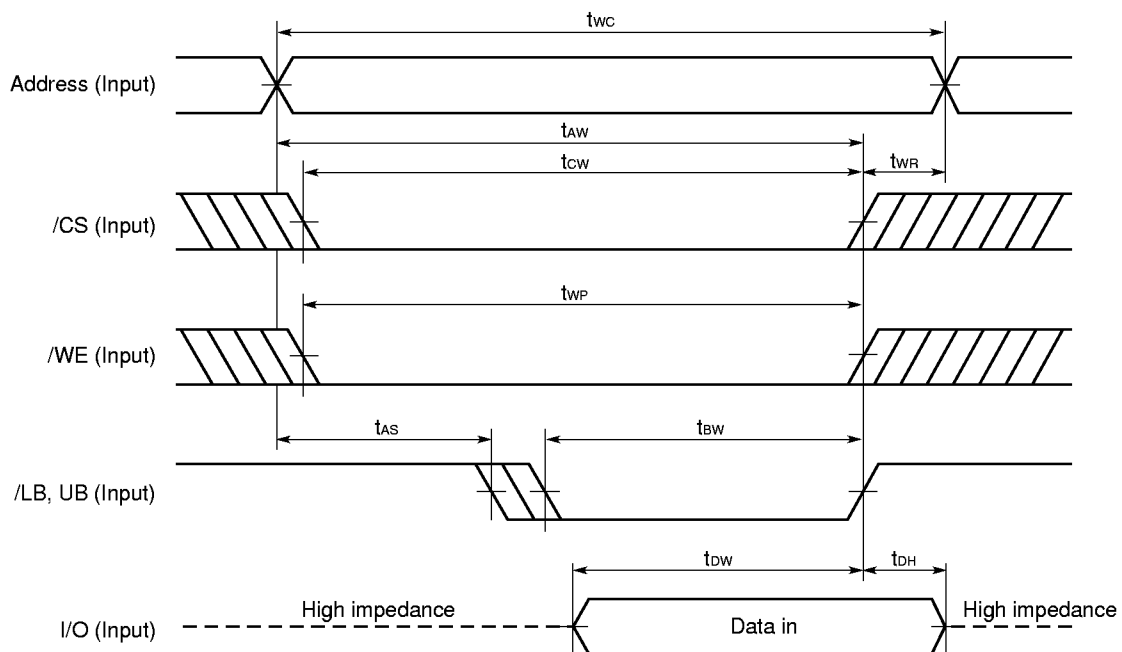 tWC
Address (Input)
tAW
tCW
tWR
/CS (Input)
tWP
/WE (Input)
tAS
tBW
/LB, UB (Input)
tDW
tDH
High impedance
High impedance
I/O (Input)
Data in